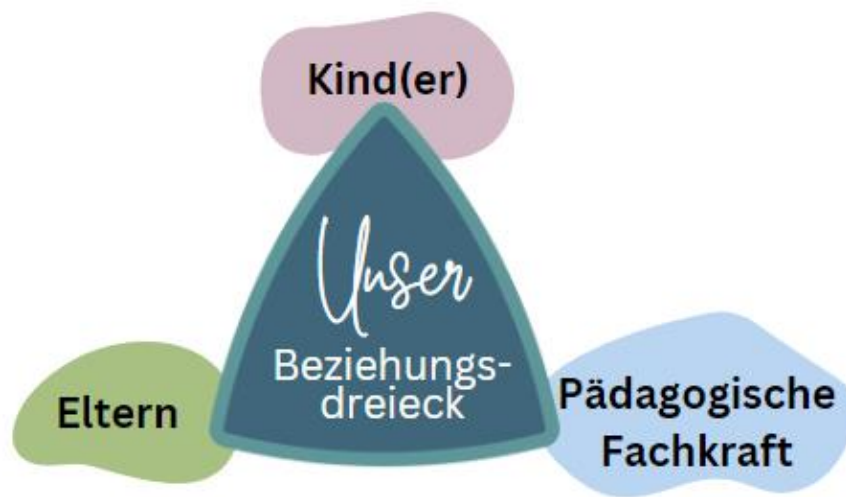 Kind(er)
Unser
Beziehungs-
dreieck
Eltern
Pädagogische
Fachkraft